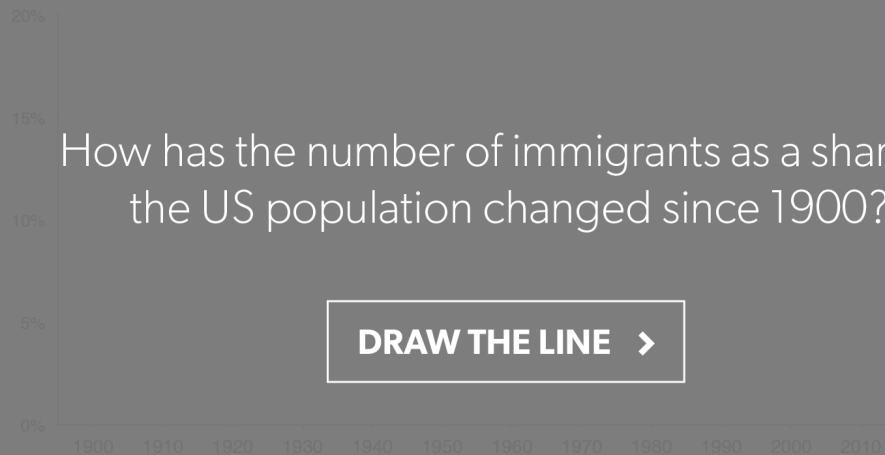 20%
15%
How has the number of immigrants as a shar
the US population changed since 1900?
10%
5%
DRAW THE LINE
0%
1900 1910 1920 1930 1940 1950 1960 1970 1980 1990 2000 2010